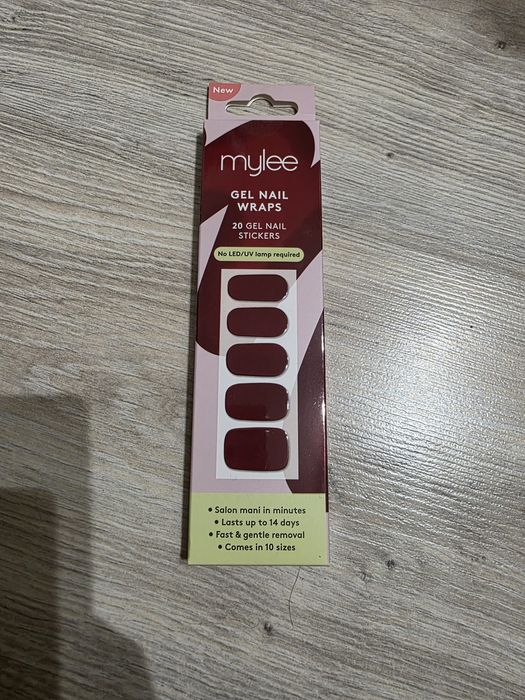 New
mylee
GEL NAIL
WRAPS
20 GEL NAIL
STICKERS
No LED/UV lamp required
• Salon mani in minutes
• Lasts up to 14 days
• Fast & gentle removal
• Comes in 10 sizes